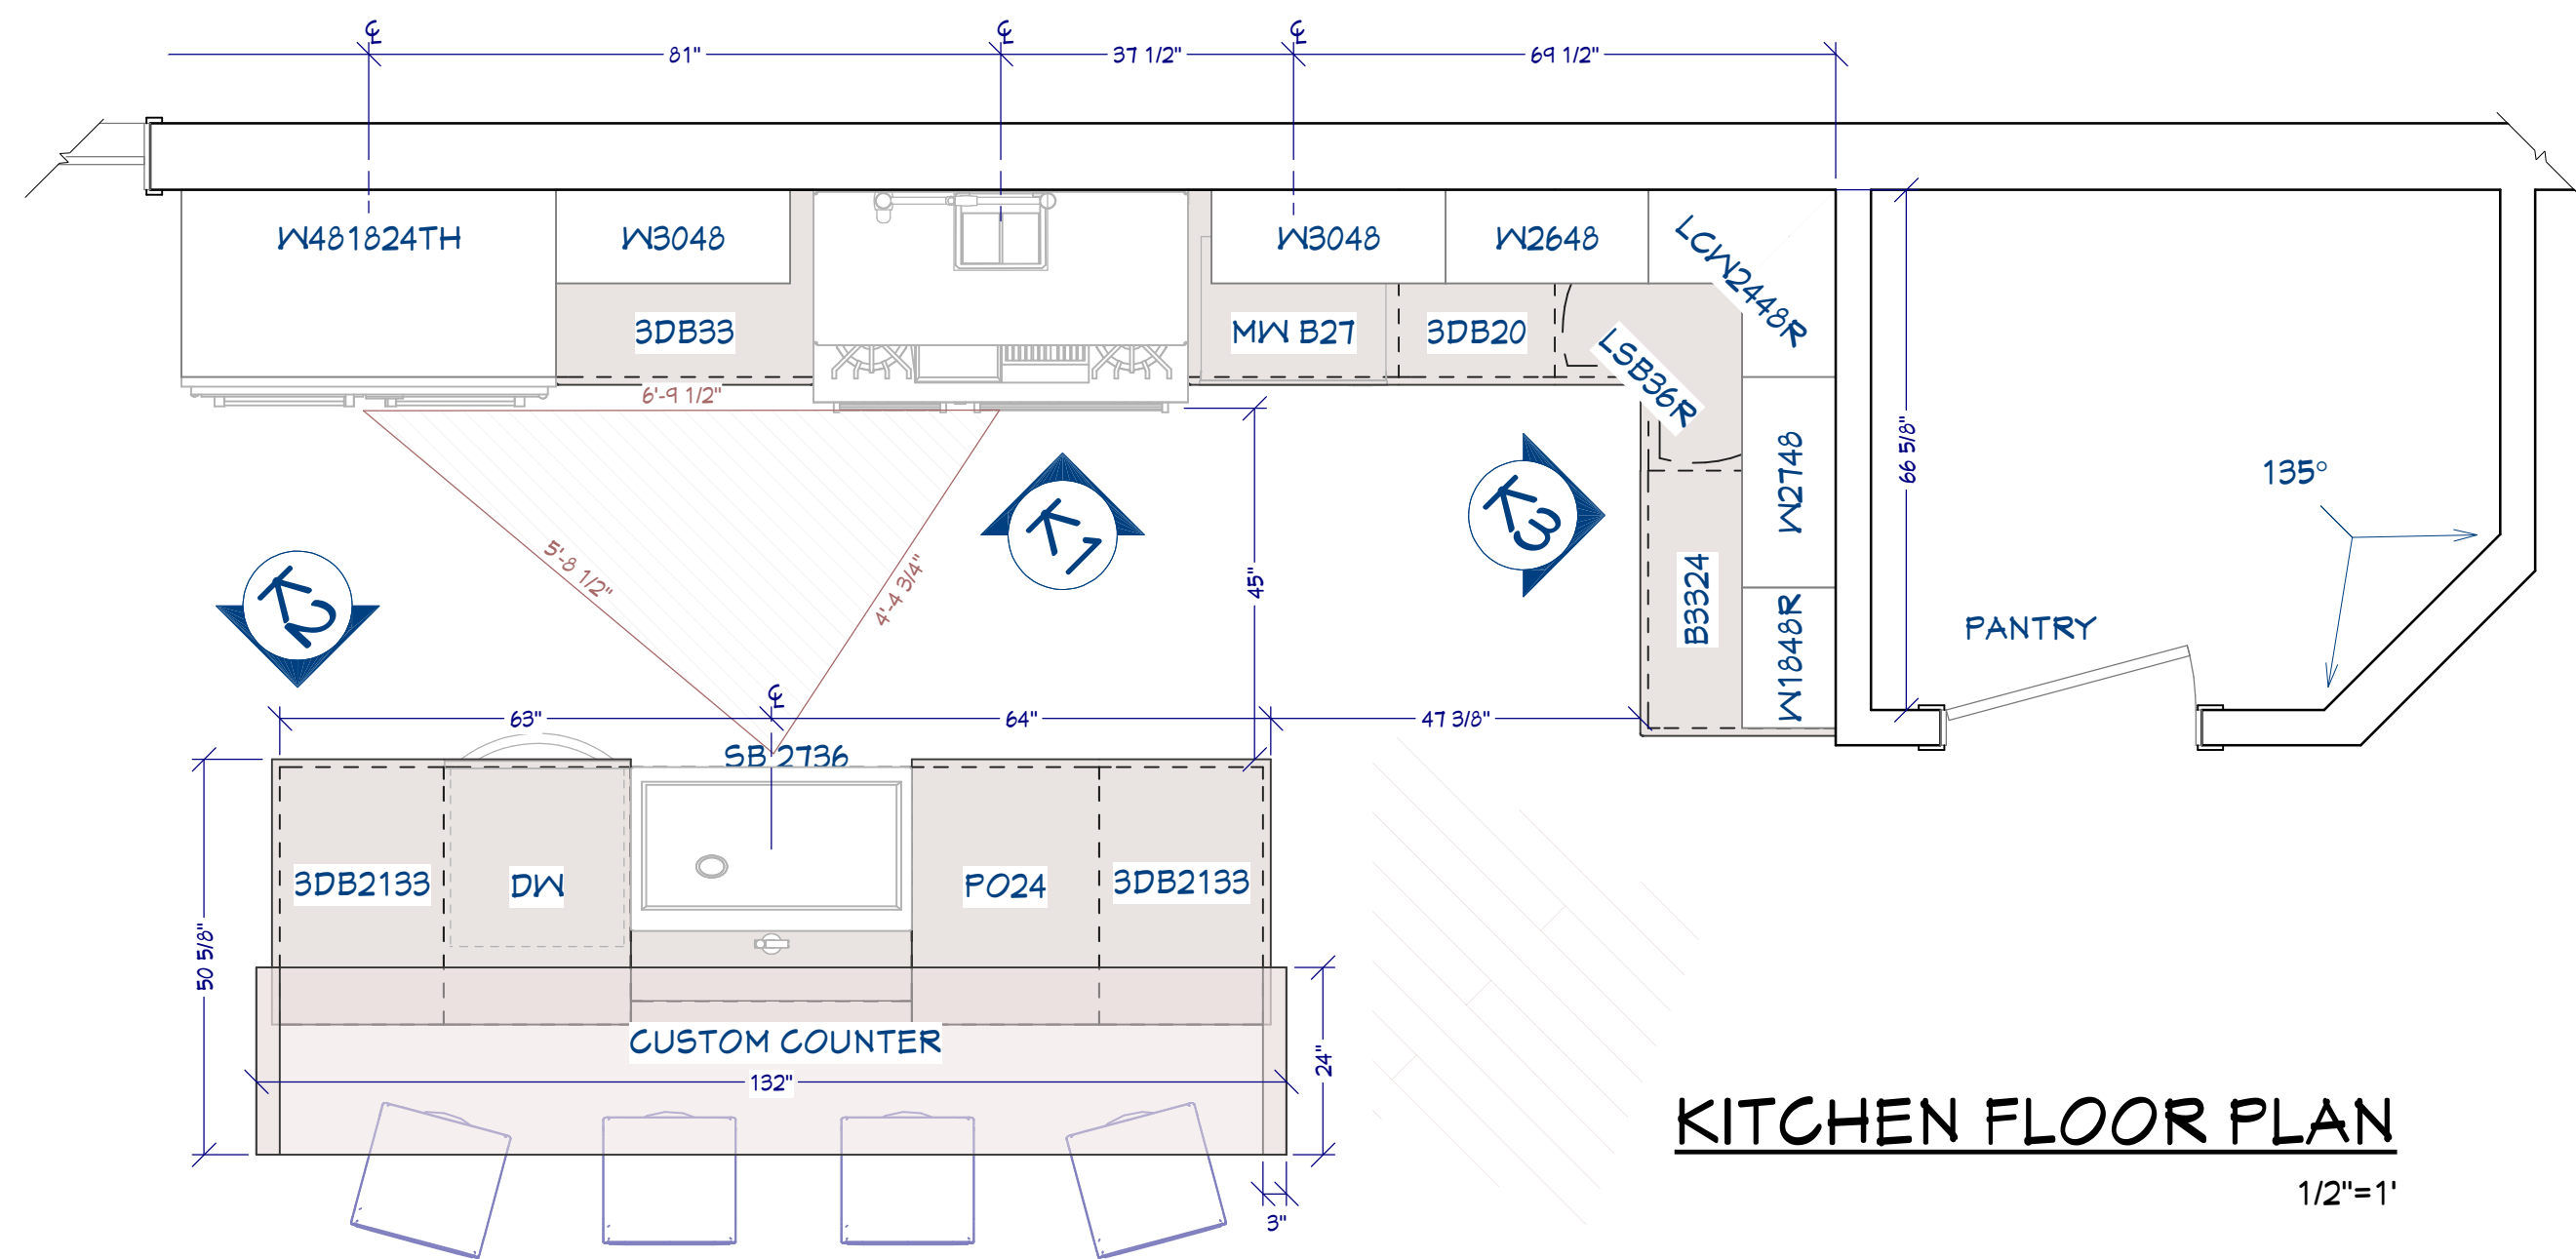 ℄ ℄ ℄
81" 37 1/2" 69 1/2"
W481824TH W3048 W3048 W2648 LCW2448R
3DB33 MW B27 3DB20 LSB36R
6'-9 1/2"
66 5/8"
W2748
135°
K1
K3
5'-8 1/2"
4'-4 3/4"
45"
K2
B3324
W1848R
PANTRY
℄
63" 64" 47 3/8"
SB 2736
3DB2133 DW PO24 3DB2133
50 5/8"
CUSTOM COUNTER
24"
132"
3"
KITCHEN FLOOR PLAN
1/2"=1'